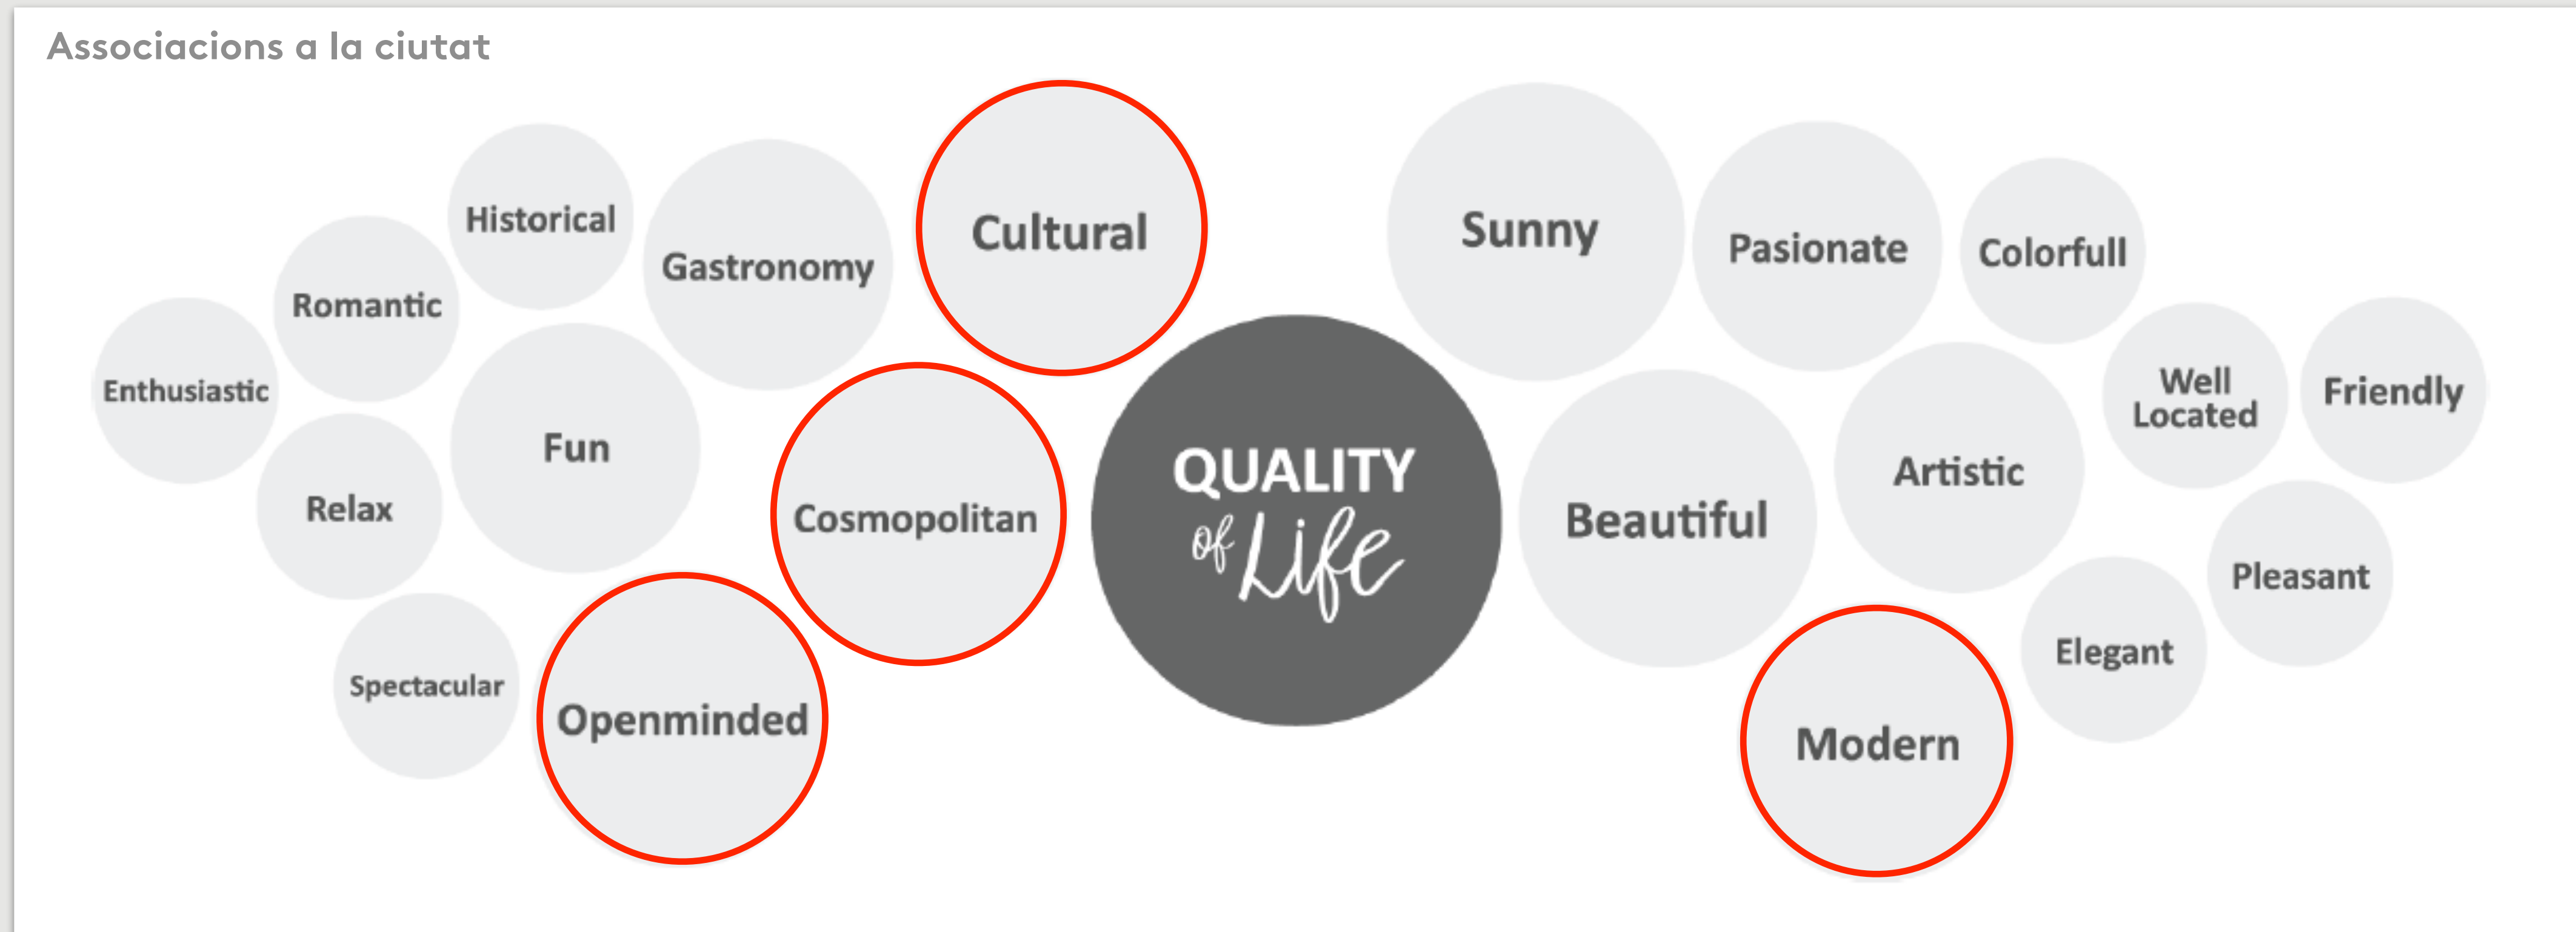 Associacions a la ciutat
Historical
Gastronomy
Cultural
Romantic
Enthusiastic
Fun
Relax
Cosmopolitan
Spectacular
Openminded
QUALITY
of Life
Sunny
Pasionate
Colorfull
Well
Located
Friendly
Beautiful
Artistic
Pleasant
Elegant
Modern